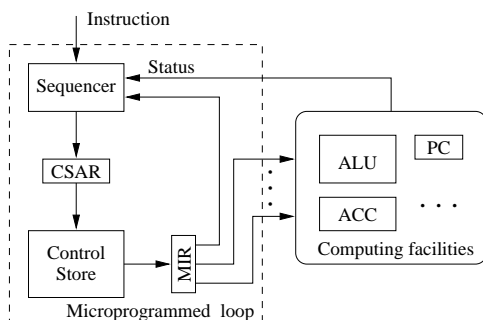 Instruction
Status
Sequencer
CSAR
Control
Store
MIR
Microprogrammed loop
ALU
PC
ACC
. . .
Computing facilities